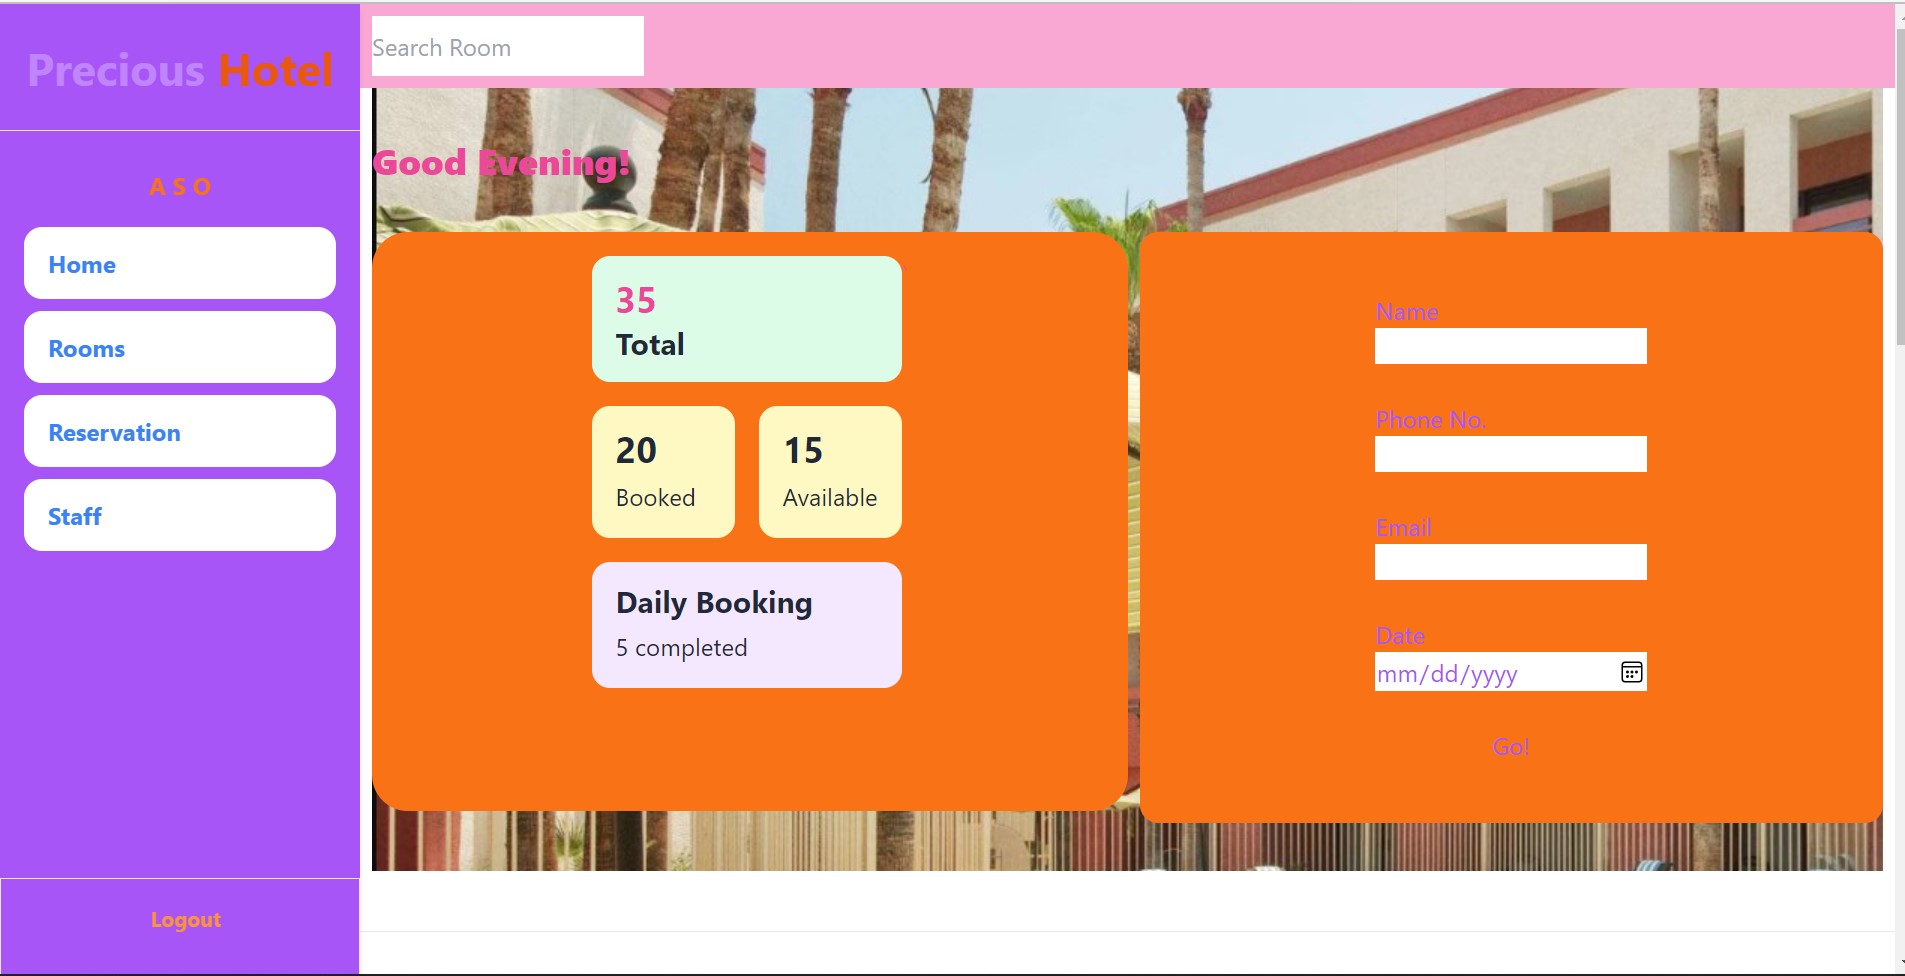 Precious Hotel
A S O
Home
Rooms
Reservation
Staff
Logout
Search Room
Good Evening!
35
Total
20
Booked
15
Available
Daily Booking
5 completed
Name
Phone No.
Email
Date
mm/dd/yyyy
Go!